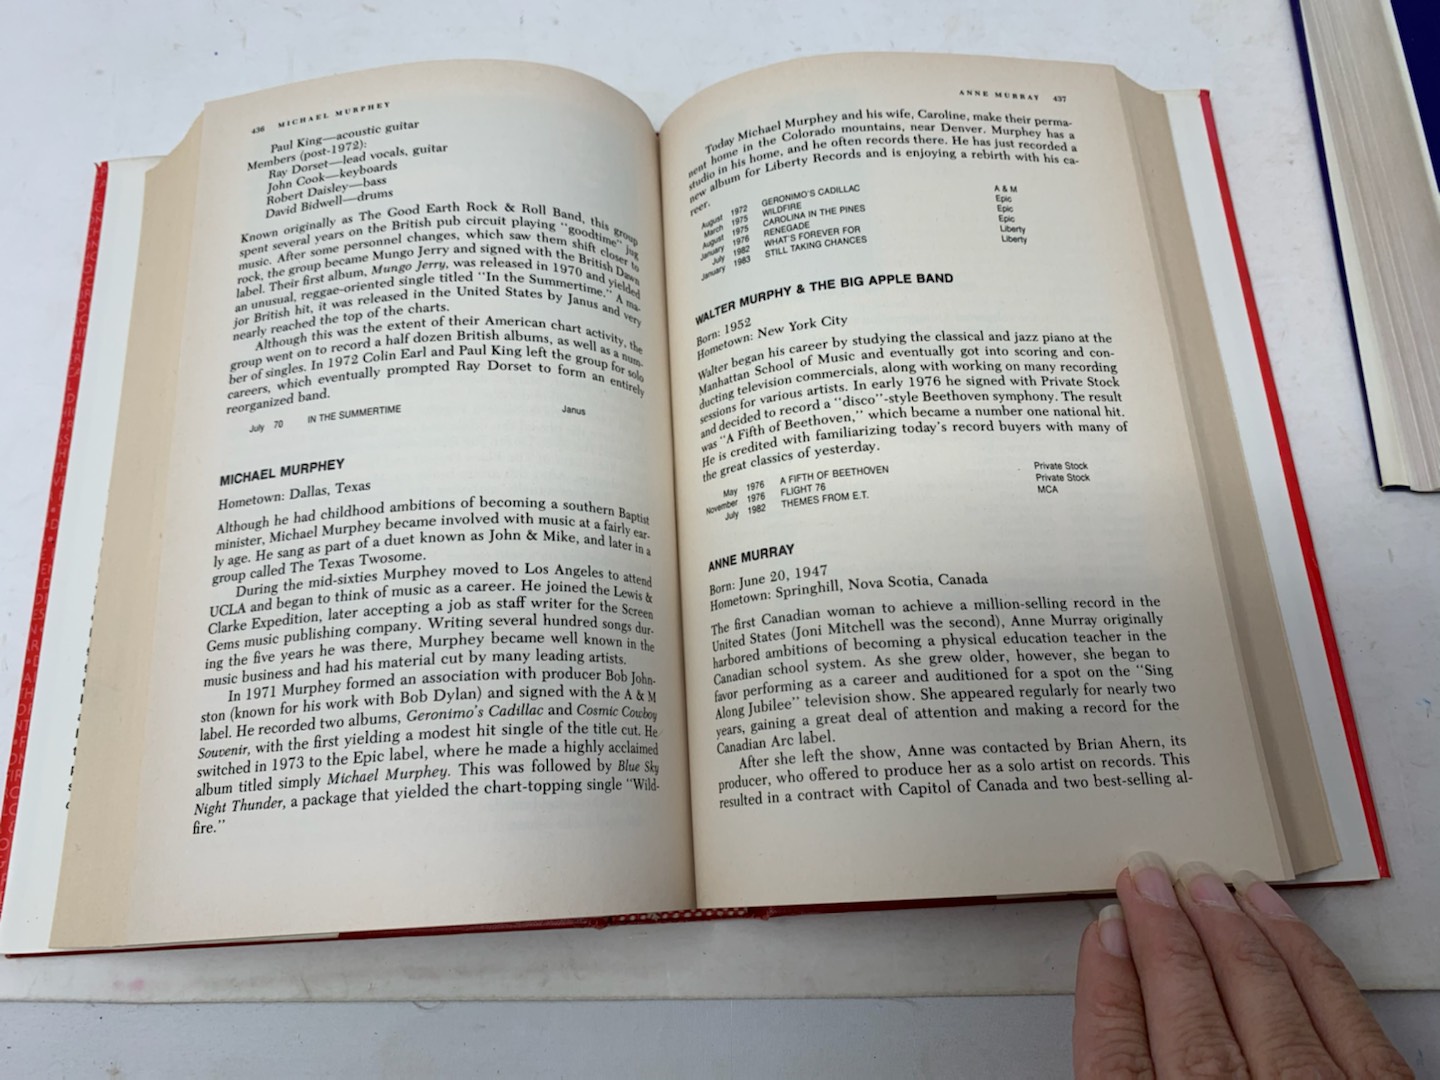 436 MICHAEL MURPHEY
Paul King—acoustic guitar
Members (post-1972):
Ray Dorset—lead vocals, guitar
John Cook—keyboards
Robert Daisley—bass
David Bidwell—drums
Known originally as The Good Earth Rock & Roll Band, this group
spent several years on the British pub circuit playing "goodtime" jug
music. After some personnel changes, which saw them shift closer to
rock, the group became Mungo Jerry and signed with the British Dawn
label. Their first album, Mungo Jerry, was released in 1970 and yielded
an unusual, reggae-oriented single titled "In the Summertime." A ma-
jor British hit, it was released in the United States by Janus and very
nearly reached the top of the charts.
Although this was the extent of their American chart activity, the
group went on to record a half dozen British albums, as well as a num-
ber of singles. In 1972 Colin Earl and Paul King left the group for solo
careers, which eventually prompted Ray Dorset to form an entirely
reorganized band.
July 70 IN THE SUMMERTIME Janus
MICHAEL MURPHEY
Hometown: Dallas, Texas
Although he had childhood ambitions of becoming a southern Baptist
minister, Michael Murphey became involved with music at a fairly ear-
ly age. He sang as part of a duet known as John & Mike, and later in a
group called The Texas Twosome.
During the mid-sixties Murphey moved to Los Angeles to attend
UCLA and began to think of music as a career. He joined the Lewis &
Clarke Expedition, later accepting a job as staff writer for the Screen
Gems music publishing company. Writing several hundred songs dur-
ing the five years he was there, Murphey became well known in the
music business and had his material cut by many leading artists.
In 1971 Murphey formed an association with producer Bob John-
ston (known for his work with Bob Dylan) and signed with the A & M
label. He recorded two albums, Geronimo's Cadillac and Cosmic Cowboy
Souvenir, with the first yielding a modest hit single of the title cut. He
switched in 1973 to the Epic label, where he made a highly acclaimed
album titled simply Michael Murphey. This was followed by Blue Sky
Night Thunder, a package that yielded the chart-topping single "Wild-
fire."
ANNE MURRAY 437
Today Michael Murphey and his wife, Caroline, make their perma-
nent home in the Colorado mountains, near Denver. Murphey has a
studio in his home, and he often records there. He has just recorded a
new album for Liberty Records and is enjoying a rebirth with his ca-
reer.
August 1972 GERONIMO'S CADILLAC A & M
March 1975 WILDFIRE Epic
August 1975 CAROLINA IN THE PINES Epic
January 1976 RENEGADE Epic
July 1982 WHAT'S FOREVER FOR Liberty
January 1983 STILL TAKING CHANCES Liberty
WALTER MURPHY & THE BIG APPLE BAND
Born: 1952
Hometown: New York City
Walter began his career by studying the classical and jazz piano at the
Manhattan School of Music and eventually got into scoring and con-
ducting television commercials, along with working on many recording
sessions for various artists. In early 1976 he signed with Private Stock
and decided to record a "disco"-style Beethoven symphony. The result
was "A Fifth of Beethoven," which became a number one national hit.
He is credited with familiarizing today's record buyers with many of
the great classics of yesterday.
May 1976 A FIFTH OF BEETHOVEN Private Stock
November 1976 FLIGHT 76 Private Stock
July 1982 THEMES FROM E.T. MCA
ANNE MURRAY
Born: June 20, 1947
Hometown: Springhill, Nova Scotia, Canada
The first Canadian woman to achieve a million-selling record in the
United States (Joni Mitchell was the second), Anne Murray originally
harbored ambitions of becoming a physical education teacher in the
Canadian school system. As she grew older, however, she began to
favor performing as a career and auditioned for a spot on the "Sing
Along Jubilee" television show. She appeared regularly for nearly two
years, gaining a great deal of attention and making a record for the
Canadian Arc label.
After she left the show, Anne was contacted by Brian Ahern, its
producer, who offered to produce her as a solo artist on records. This
resulted in a contract with Capitol of Canada and two best-selling al-